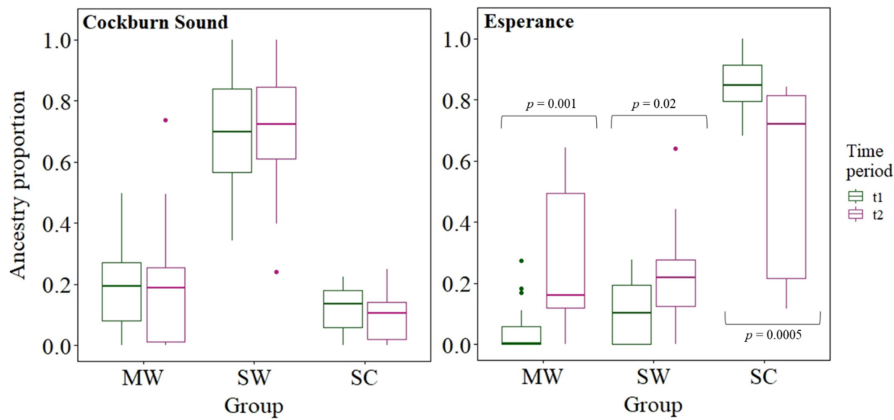 Cockburn Sound
Ancestry proportion
1.0
0.8
0.6
0.4
0.2
0.0
MW SW SC
Group
Esperance
1.0
0.8
0.6
0.4
0.2
0.0
p = 0.001
p = 0.02
p = 0.0005
MW SW SC
Group
Time
period
t1
t2